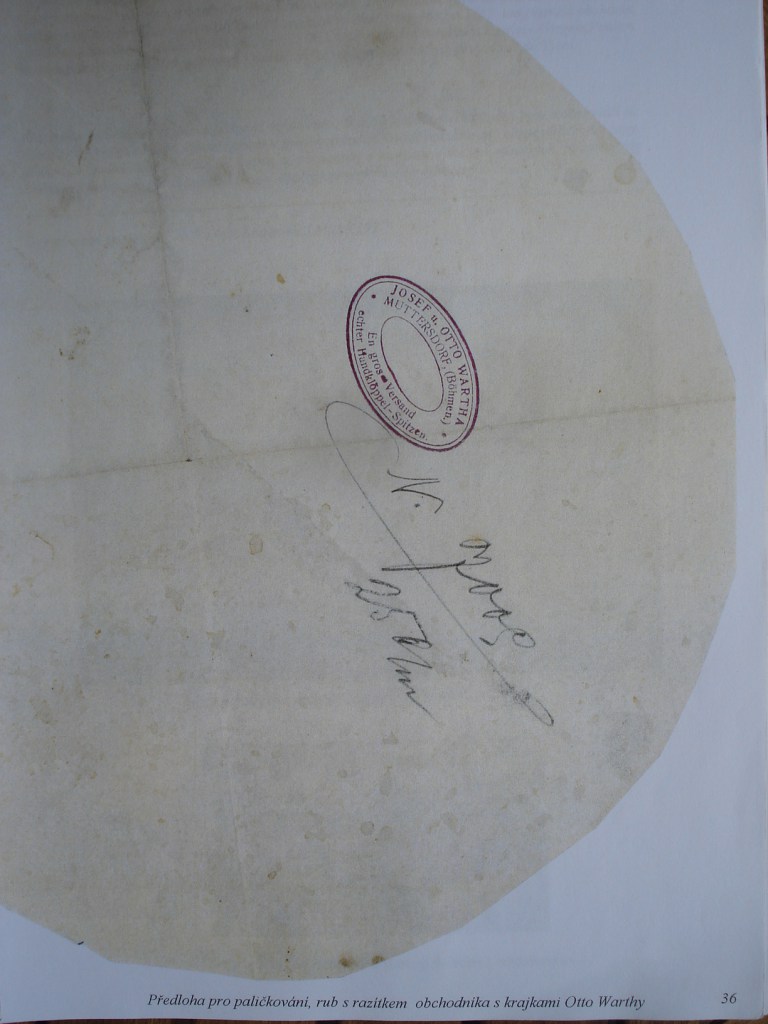 JOSEF u. OTTO WARTHA
MUTTERSDORF, (Böhmen)
En gros-Versand
echter Handklöppel-Spitzen.
N.
Předloha pro paličkování, rub s razítkem obchodníka s krajkami Otto Warthy
36